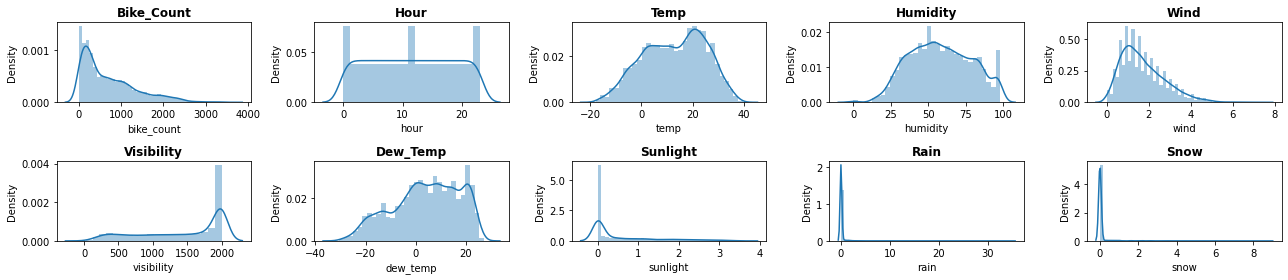 Bike_Count
Density
0.001
0.000
0
1000
2000
3000
4000
bike_count
Hour
Density
0.05
0.00
0
10
20
hour
Temp
Density
0.02
0.00
−20
0
20
40
temp
Humidity
Density
0.02
0.01
0.00
0
25
50
75
100
humidity
Wind
Density
0.50
0.25
0.00
0
2
4
6
8
wind
Visibility
Density
0.004
0.002
0.000
0
500
1000
1500
2000
visibility
Dew_Temp
Density
0.02
0.00
−40
−20
0
20
dew_temp
Sunlight
Density
5.0
2.5
0.0
0
1
2
3
4
sunlight
Rain
Density
2
1
0
0
10
20
30
rain
Snow
Density
4
2
0
0
2
4
6
8
snow